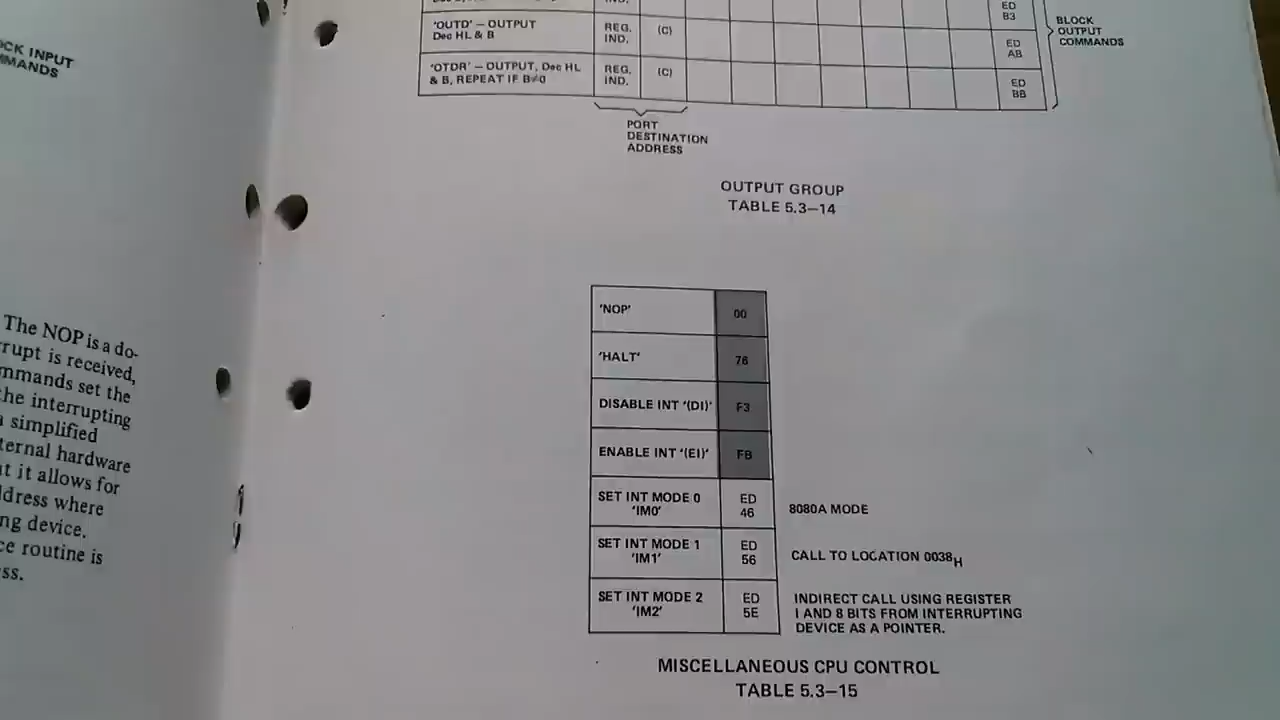 CK INPUT
MMANDS
The NOP is a do-
rrupt is received,
mmands set the
the interrupting
a simplified
ternal hardware
t it allows for
ddress where
ng device.
ce routine is
ss.
IND.
ED
B3
'OUTD' – OUTPUT
Dec HL & B
REG.
IND.
(C)
ED
AB
'OTDR' – OUTPUT, Dec HL
& B, REPEAT IF B≠0
REG.
IND.
(C)
ED
BB
BLOCK
OUTPUT
COMMANDS
PORT
DESTINATION
ADDRESS
OUTPUT GROUP
TABLE 5.3–14
'NOP' 00
'HALT' 76
DISABLE INT '(DI)' F3
ENABLE INT '(EI)' FB
SET INT MODE 0
'IM0'
ED
46
8080A MODE
SET INT MODE 1
'IM1'
ED
56
CALL TO LOCATION 0038H
SET INT MODE 2
'IM2'
ED
5E
INDIRECT CALL USING REGISTER
I AND 8 BITS FROM INTERRUPTING
DEVICE AS A POINTER.
MISCELLANEOUS CPU CONTROL
TABLE 5.3–15